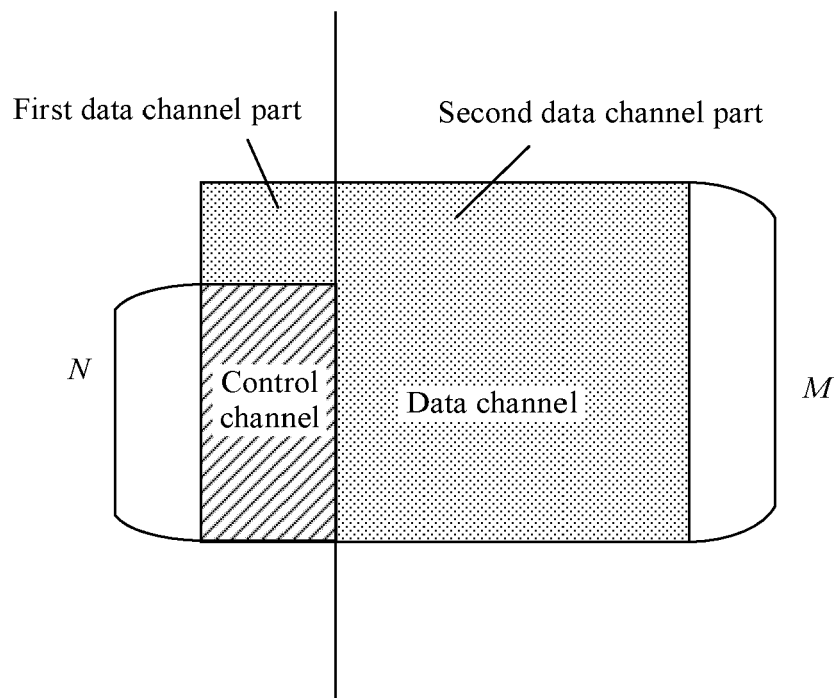 First data channel part
Second data channel part
N
Control
channel
Data channel
M